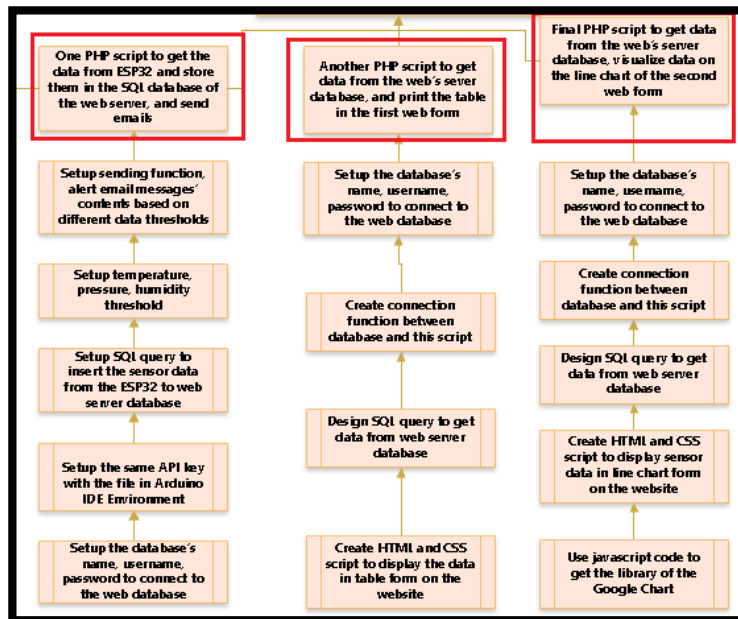 One PHP script to get the
data from ESP32 and store
them in the SQL database of
the web server, and send
emails
Setup sending function,
alert email messages'
contents based on
different data thresholds
Setup temperature,
pressure, humidity
threshold
Setup SQL query to
insert the sensor data
from the ESP32 to web
server database
Setup the same API key
with the file in Arduino
IDE Environment
Setup the database's
name, username,
password to connect to
the web database
Another PHP script to get
data from the web's sever
database, and print the table
in the first web form
Setup the database's
name, username,
password to connect to
the web database
Create connection
function between
database and this script
Design SQL query to get
data from web server
database
Create HTML and CSS
script to display the data
in table form on the
website
Final PHP script to get data
from the web's server
database, visualize data on
the line chart of the second
web form
Setup the database's
name, username,
password to connect to
the web database
Create connection
function between
database and this script
Design SQL query to get
data from web server
database
Create HTML and CSS
script to display sensor
data in line chart form
on the website
Use javascript code to
get the library of the
Google Chart